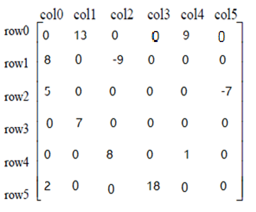 col0 col1 col2 col3 col4 col5
row0 0 13 0 0 9 0
row1 8 0 -9 0 0 0
row2 5 0 0 0 0 -7
row3 0 7 0 0 0 0
row4 0 0 8 0 1 0
row5 2 0 0 18 0 0